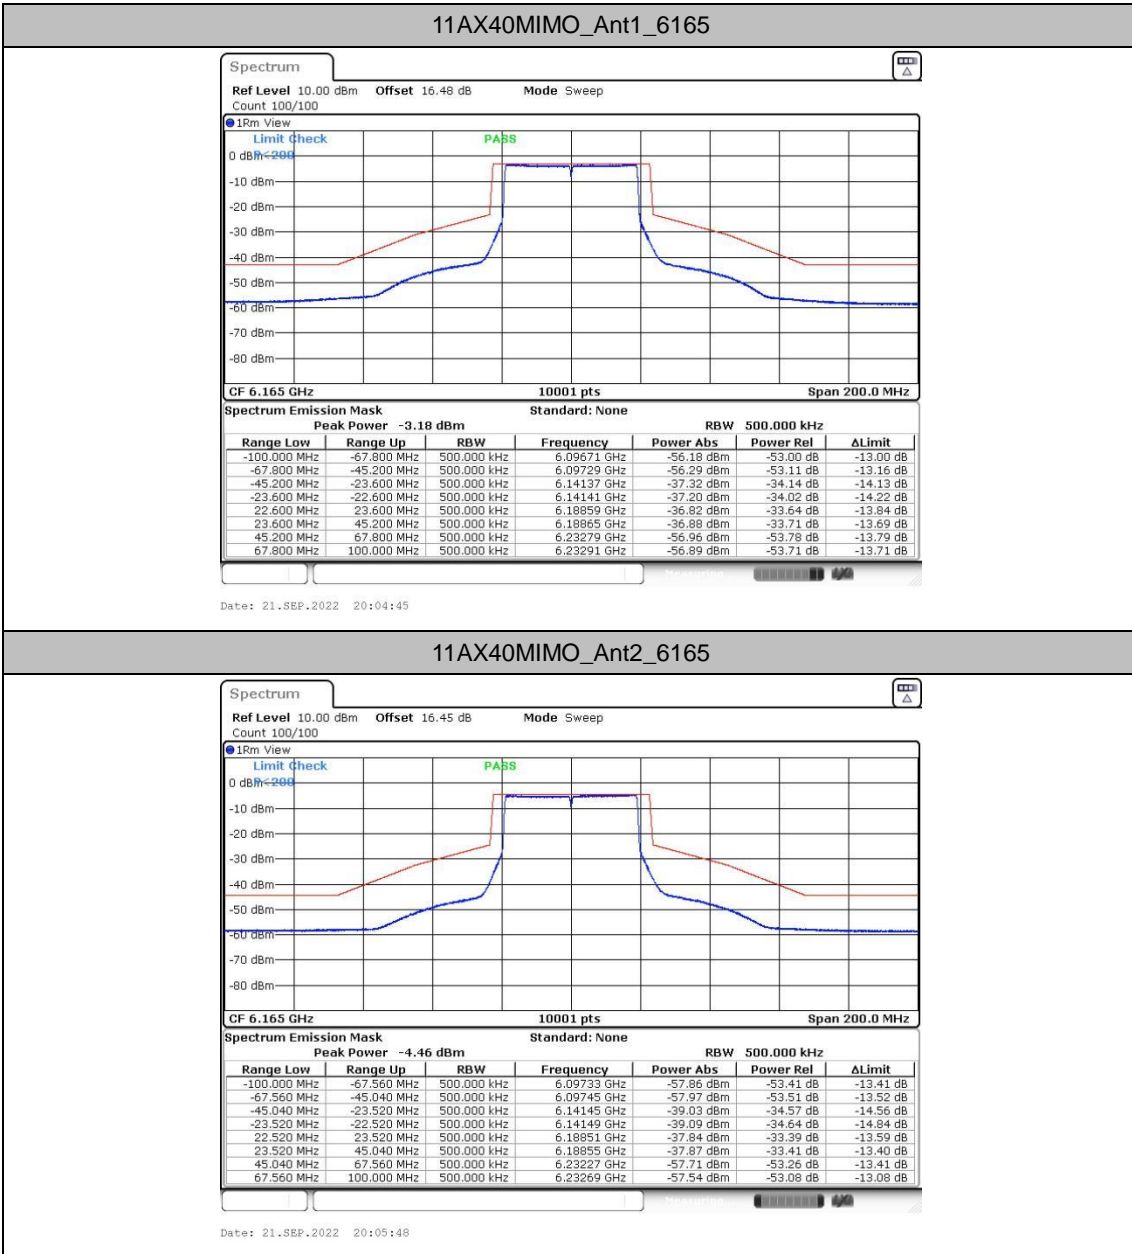 11AX40MIMO_Ant1_6165
Spectrum
Ref Level 10.00 dBm Offset 16.48 dB Mode Sweep
Count 100/100
1Rm View
Limit Check PASS
0 dBm P<200
-10 dBm
-20 dBm
-30 dBm
-40 dBm
-50 dBm
-60 dBm
-70 dBm
-80 dBm
CF 6.165 GHz 10001 pts Span 200.0 MHz
Spectrum Emission Mask Standard: None
Peak Power -3.18 dBm RBW 500.000 kHz
Range Low Range Up RBW Frequency Power Abs Power Rel ΔLimit
-100.000 MHz -67.800 MHz 500.000 kHz 6.09671 GHz -56.18 dBm -53.00 dB -13.00 dB
-67.800 MHz -45.200 MHz 500.000 kHz 6.09729 GHz -56.29 dBm -53.11 dB -13.16 dB
-45.200 MHz -23.600 MHz 500.000 kHz 6.14137 GHz -37.32 dBm -34.14 dB -14.13 dB
-23.600 MHz -22.600 MHz 500.000 kHz 6.14141 GHz -37.20 dBm -34.02 dB -14.22 dB
22.600 MHz 23.600 MHz 500.000 kHz 6.18859 GHz -36.82 dBm -33.64 dB -13.84 dB
23.600 MHz 45.200 MHz 500.000 kHz 6.18865 GHz -36.88 dBm -33.71 dB -13.69 dB
45.200 MHz 67.800 MHz 500.000 kHz 6.23279 GHz -56.96 dBm -53.78 dB -13.79 dB
67.800 MHz 100.000 MHz 500.000 kHz 6.23291 GHz -56.89 dBm -53.71 dB -13.71 dB
Measuring...
Date: 21.SEP.2022 20:04:45
11AX40MIMO_Ant2_6165
Spectrum
Ref Level 10.00 dBm Offset 16.45 dB Mode Sweep
Count 100/100
1Rm View
Limit Check PASS
0 dBm P<200
-10 dBm
-20 dBm
-30 dBm
-40 dBm
-50 dBm
-60 dBm
-70 dBm
-80 dBm
CF 6.165 GHz 10001 pts Span 200.0 MHz
Spectrum Emission Mask Standard: None
Peak Power -4.46 dBm RBW 500.000 kHz
Range Low Range Up RBW Frequency Power Abs Power Rel ΔLimit
-100.000 MHz -67.560 MHz 500.000 kHz 6.09733 GHz -57.86 dBm -53.41 dB -13.41 dB
-67.560 MHz -45.040 MHz 500.000 kHz 6.09745 GHz -57.97 dBm -53.51 dB -13.52 dB
-45.040 MHz -23.520 MHz 500.000 kHz 6.14145 GHz -39.03 dBm -34.57 dB -14.56 dB
-23.520 MHz -22.520 MHz 500.000 kHz 6.14149 GHz -39.09 dBm -34.64 dB -14.84 dB
22.520 MHz 23.520 MHz 500.000 kHz 6.18851 GHz -37.84 dBm -33.39 dB -13.59 dB
23.520 MHz 45.040 MHz 500.000 kHz 6.18855 GHz -37.87 dBm -33.41 dB -13.40 dB
45.040 MHz 67.560 MHz 500.000 kHz 6.23227 GHz -57.71 dBm -53.26 dB -13.41 dB
67.560 MHz 100.000 MHz 500.000 kHz 6.23269 GHz -57.54 dBm -53.08 dB -13.08 dB
Measuring...
Date: 21.SEP.2022 20:05:48